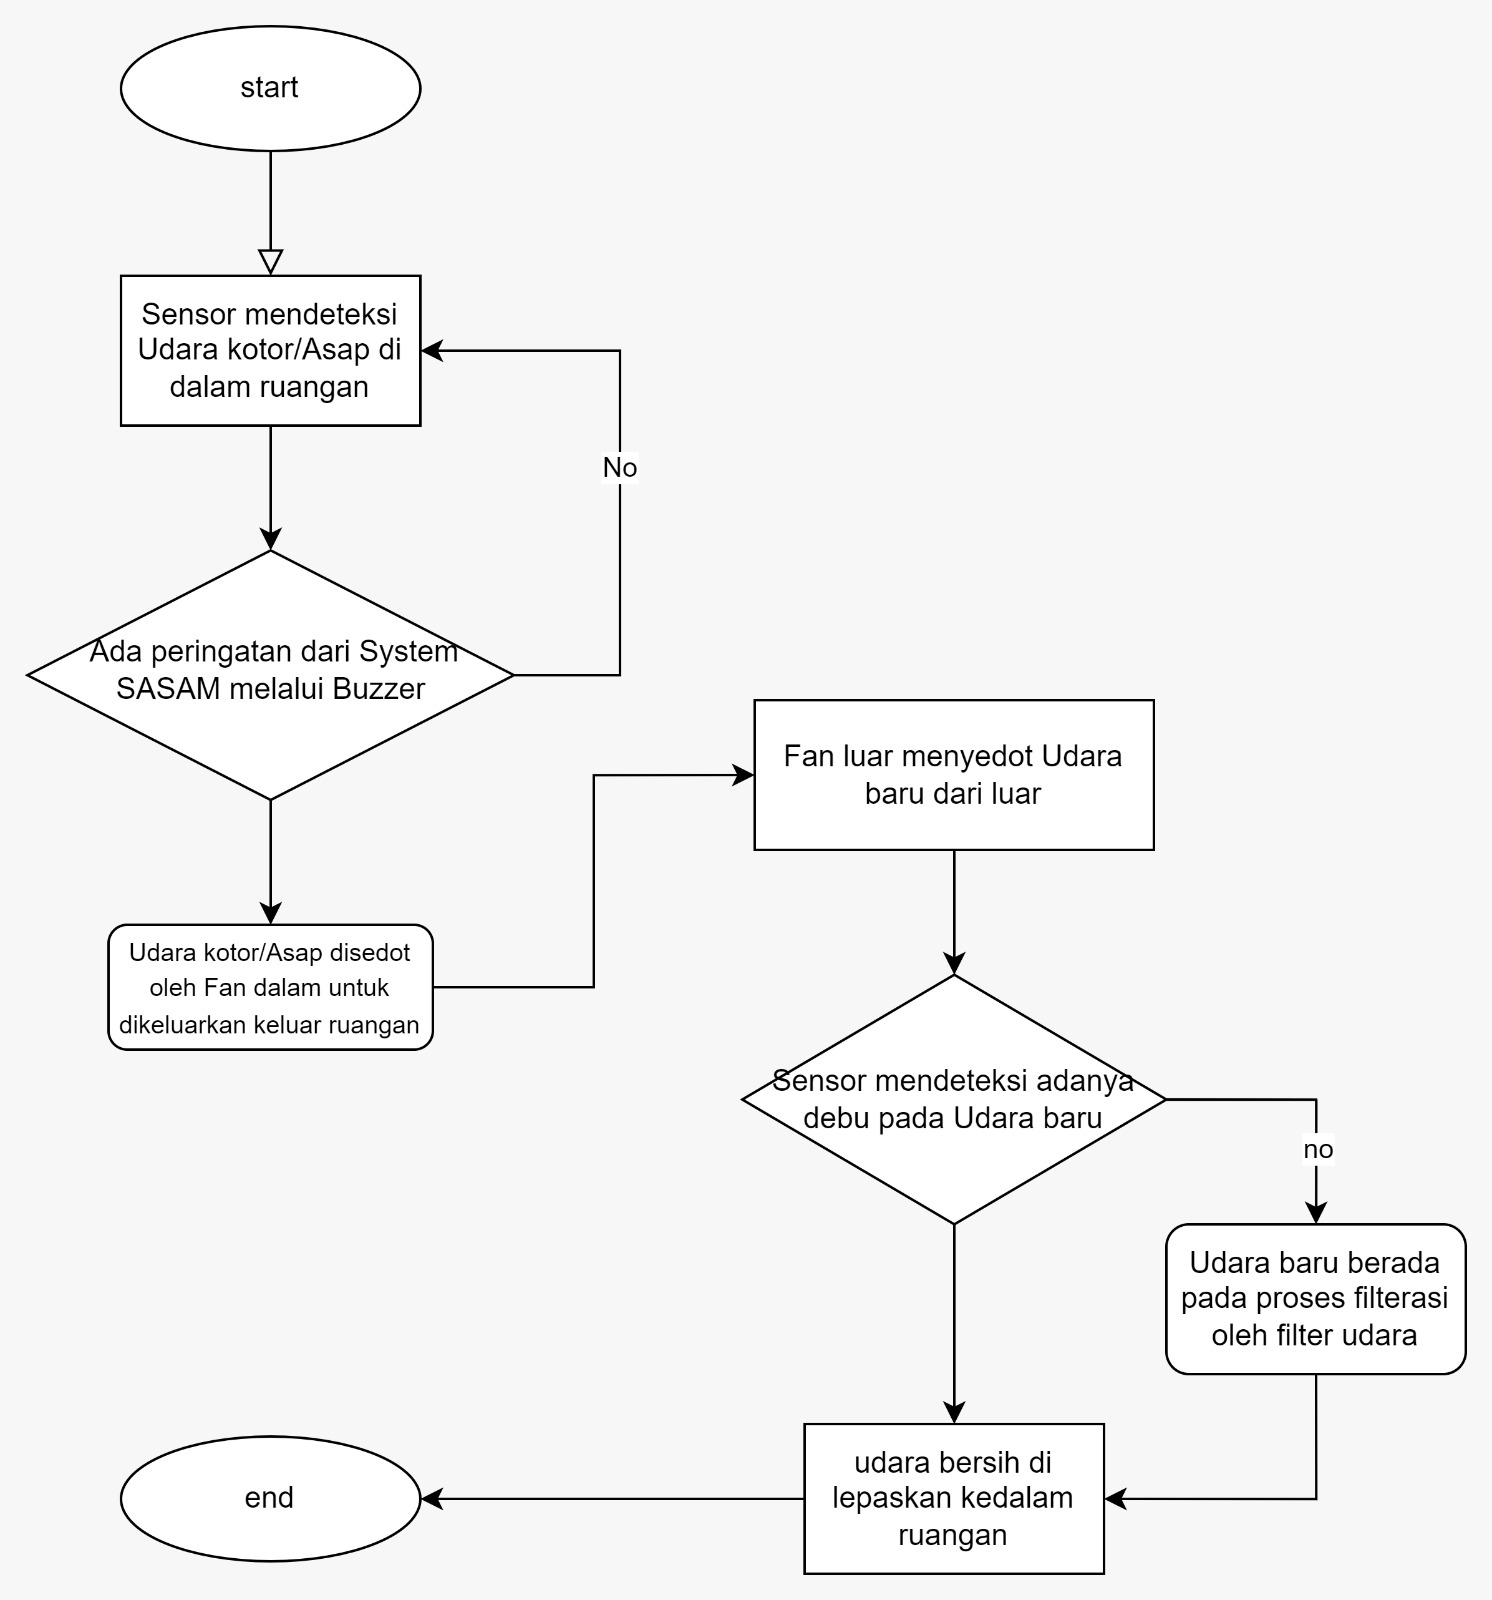 start
Sensor mendeteksi
Udara kotor/Asap di
dalam ruangan
No
Ada peringatan dari System
SASAM melalui Buzzer
Udara kotor/Asap disedot
oleh Fan dalam untuk
dikeluarkan keluar ruangan
Fan luar menyedot Udara
baru dari luar
Sensor mendeteksi adanya
debu pada Udara baru
no
Udara baru berada
pada proses filterasi
oleh filter udara
udara bersih di
lepaskan kedalam
ruangan
end